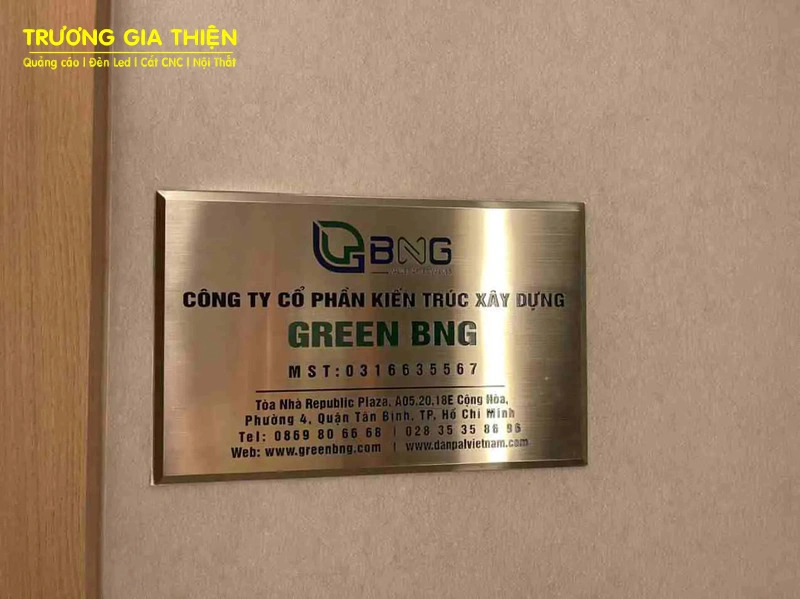 TRƯƠNG GIA THIỆN
Quảng cáo | Đèn Led | Cắt CNC | Nội Thất
BNG
CÔNG TY CỔ PHẦN KIẾN TRÚC XÂY DỰNG
GREEN BNG
MST:0316635567
Tòa Nhà Republic Plaza, A05.20.18E Cộng Hòa,
Phường 4, Quận Tân Bình, TP. Hồ Chí Minh
Tel: 0869 80 66 68 | 028 35 35 86 96
Web: www.greenbng.com | www.danpalvietnam.com